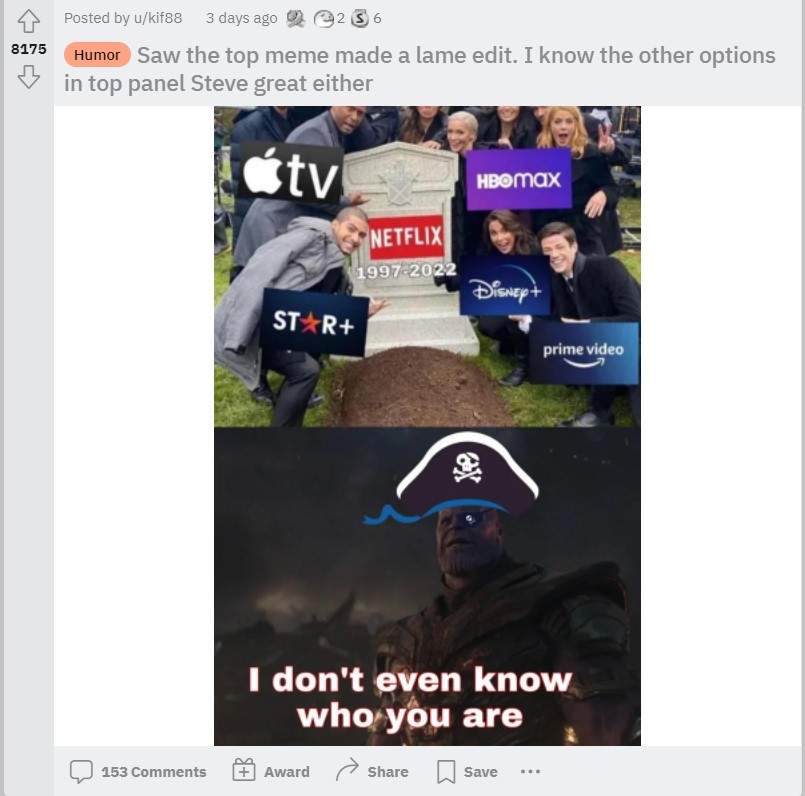 Posted by u/kif88 3 days ago 2 6
8175
Humor Saw the top meme made a lame edit. I know the other options
in top panel Steve great either
tv
HBOmax
NETFLIX
1997-2022
Disney+
ST★R+
prime video
I don't even know
who you are
153 Comments Award Share Save ...